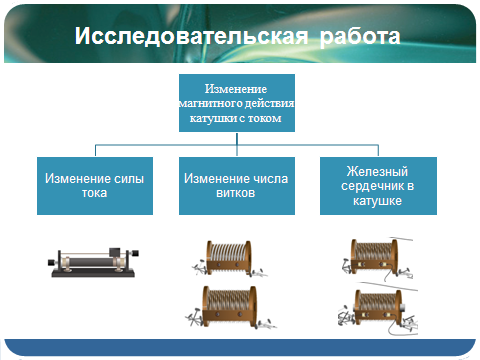 Исследовательская работа
Изменение
магнитного действия
катушки с током
Изменение силы
тока
Изменение числа
витков
Железный
сердечник в
катушке